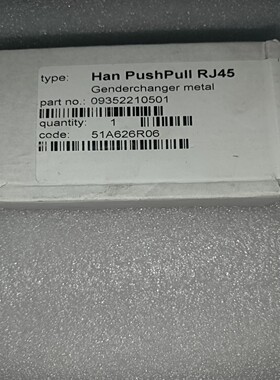 type: Han PushPull RJ45
Genderchanger metal
part no.: 09352210501
quantity: 1
code: 51A626R06